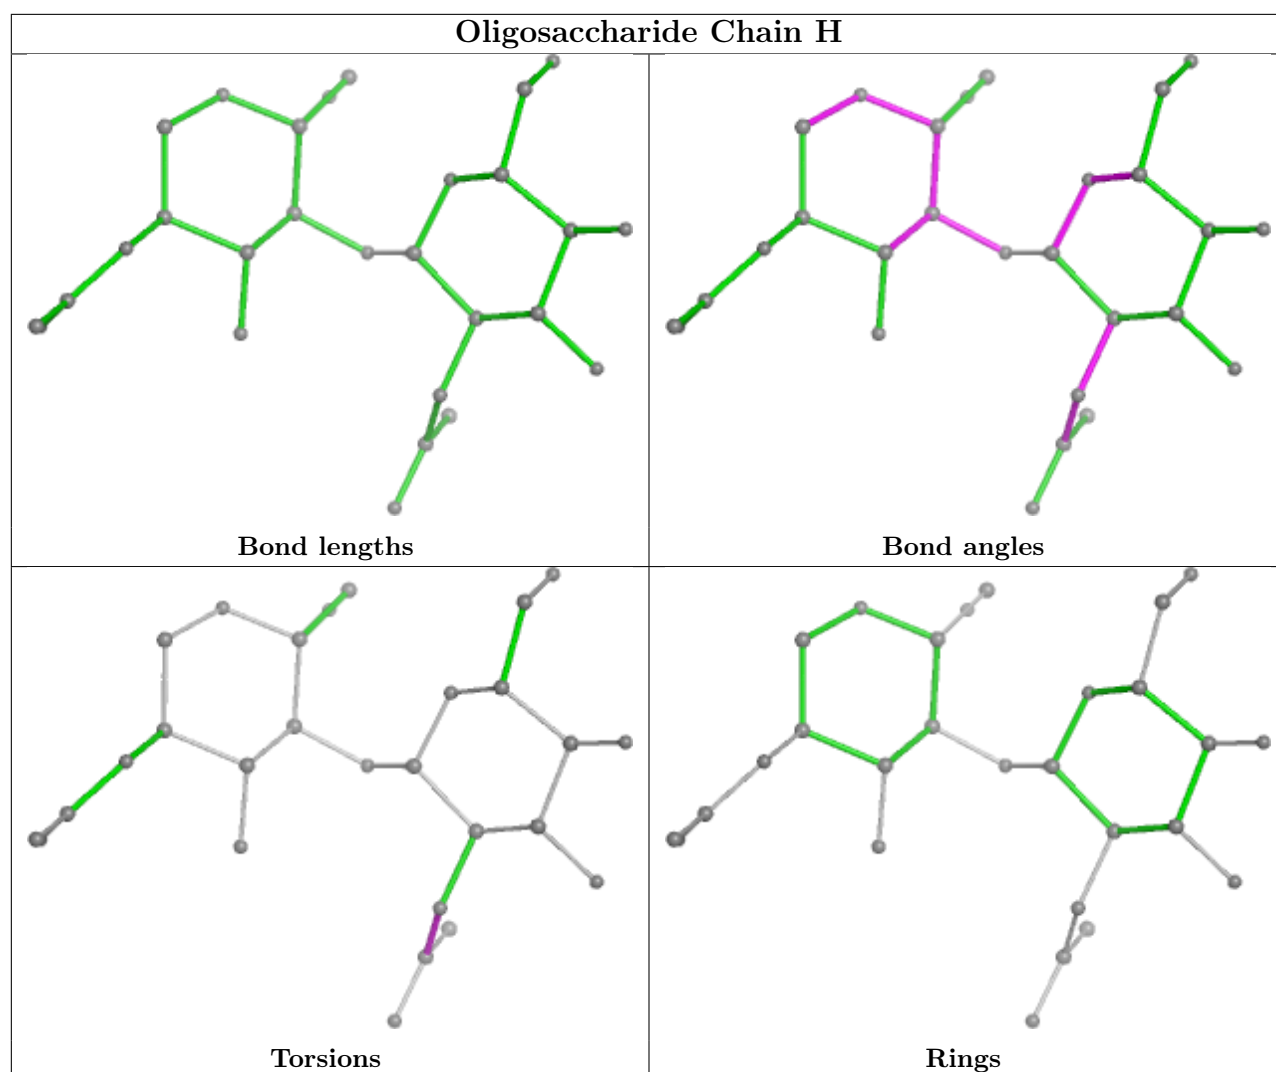 Oligosaccharide Chain H
Bond lengths
Bond angles
Torsions
Rings